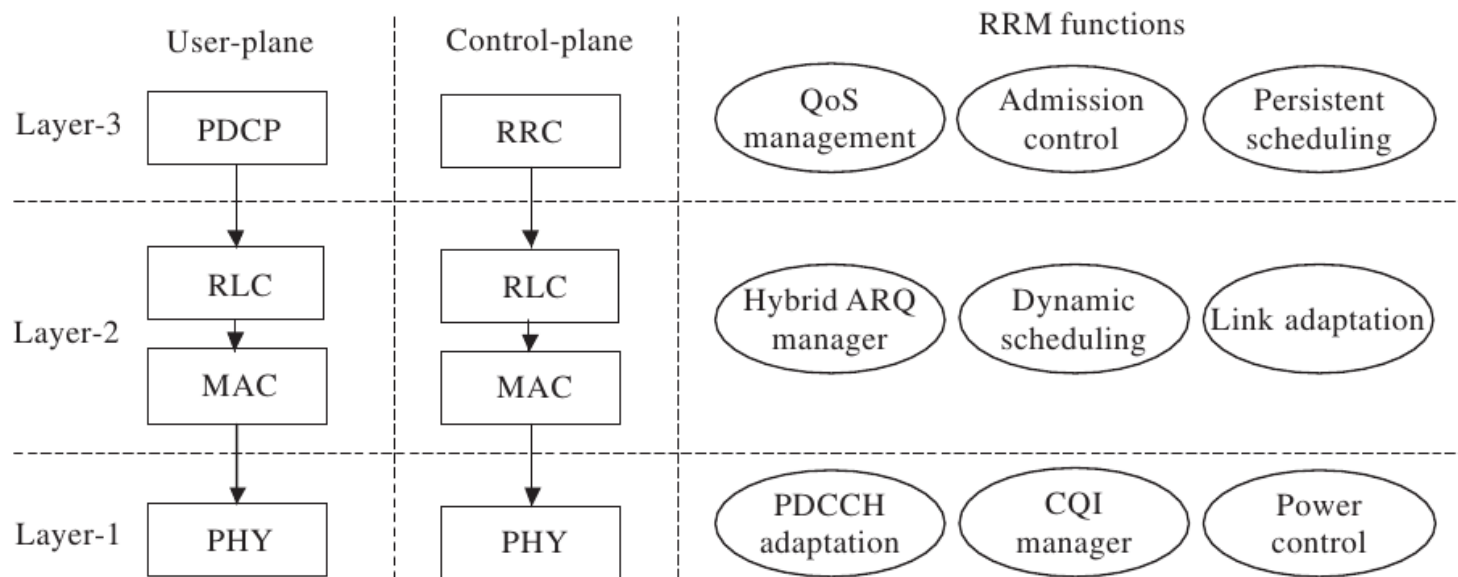 User-plane
Control-plane
RRM functions
Layer-3
PDCP
RRC
QoS
management
Admission
control
Persistent
scheduling
Layer-2
RLC
RLC
MAC
MAC
Hybrid ARQ
manager
Dynamic
scheduling
Link adaptation
Layer-1
PHY
PHY
PDCCH
adaptation
CQI
manager
Power
control